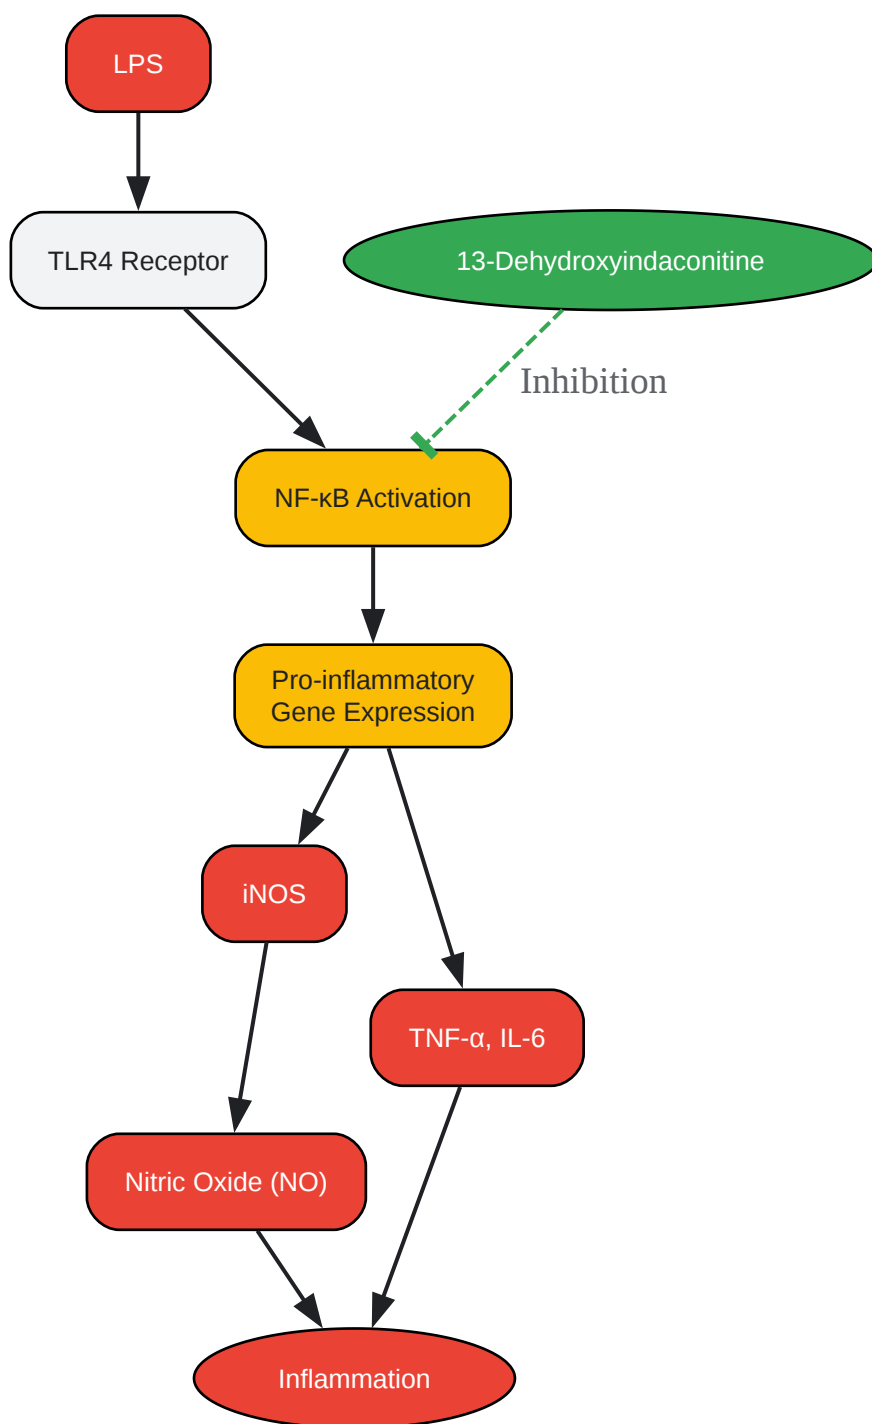 LPS
TLR4 Receptor
13-Dehydroxyindaconitine
Inhibition
NF-κB Activation
Pro-inflammatory
Gene Expression
iNOS
TNF-α, IL-6
Nitric Oxide (NO)
Inflammation